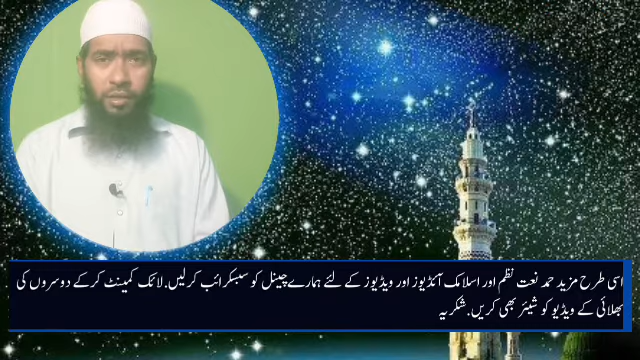 اسی طرح مزید حمد نعت نظم اور اسلامک آئڈیوز اور ویڈیوز کے لئے ہمارے چینل کو سبسکرائب کرلیں. لائک کمینٹ کرکے دوسروں کی
بھلائی کے ویڈیو کو شیئر بھی کریں. شکریہ